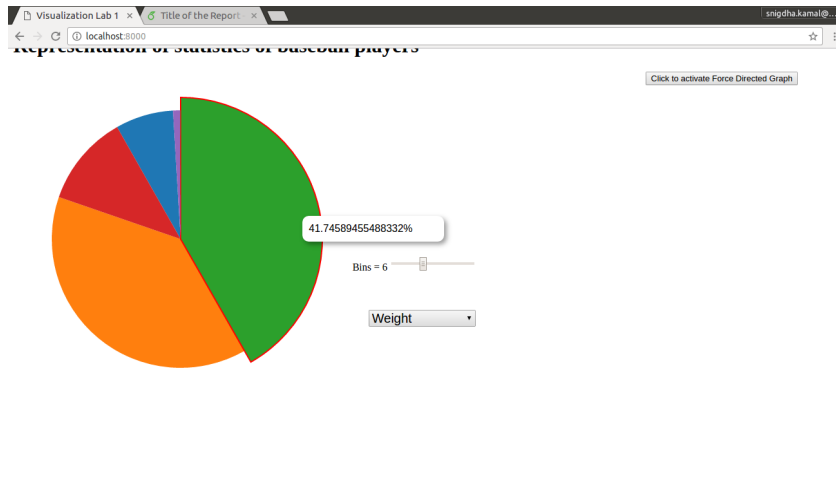 Visualization Lab 1
Title of the Report
snigdha.kamal@...
localhost:8000
Representation of statistics of baseball players
Click to activate Force Directed Graph
41.74589455488332%
Bins = 6
Weight